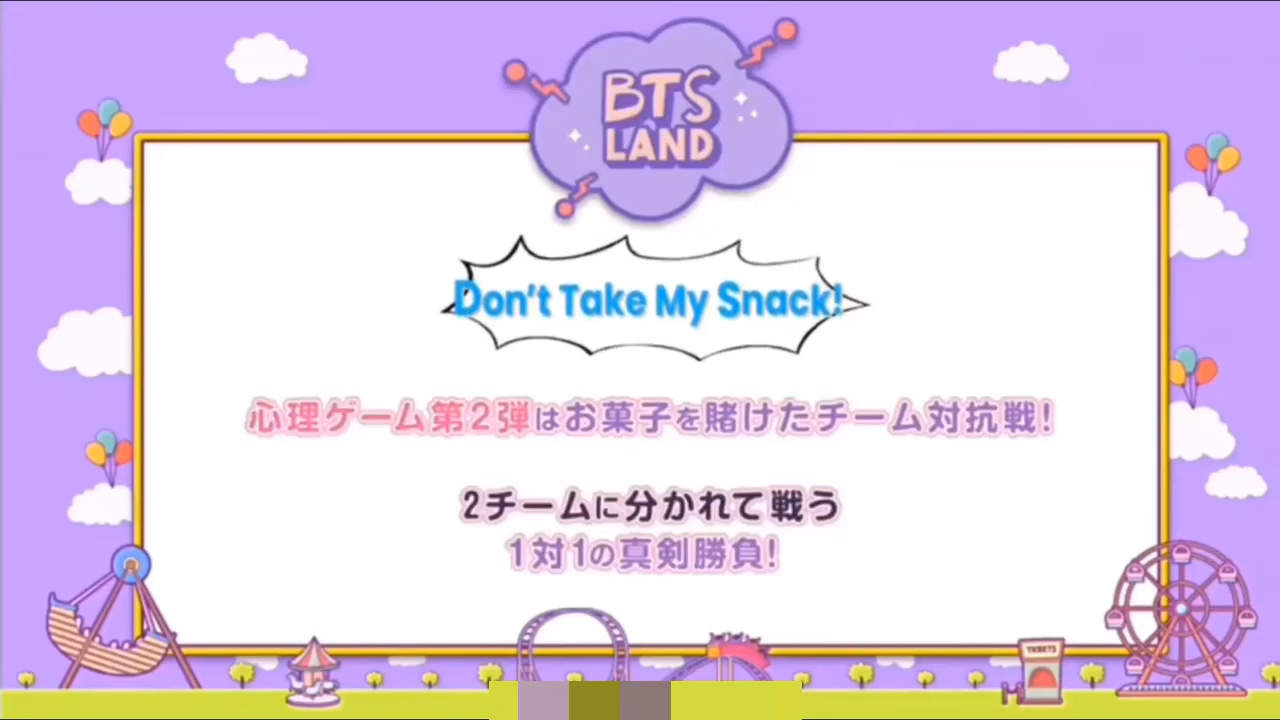 BTS
LAND
Don't Take My Snack!
心理ゲーム第2弾はお菓子を賭けたチーム対抗戦!
2チームに分かれて戦う
1対1の真剣勝負!
TICKETS